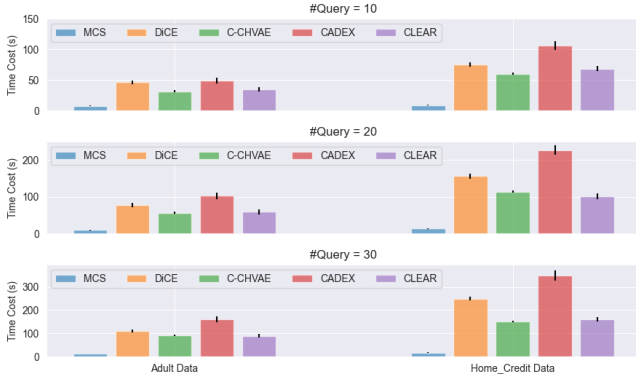 #Query = 10
150
100
50
0
Time Cost (s)
MCS DiCE C-CHVAE CADEX CLEAR
#Query = 20
200
100
0
Time Cost (s)
MCS DiCE C-CHVAE CADEX CLEAR
#Query = 30
300
200
100
0
Time Cost (s)
MCS DiCE C-CHVAE CADEX CLEAR
Adult Data Home_Credit Data